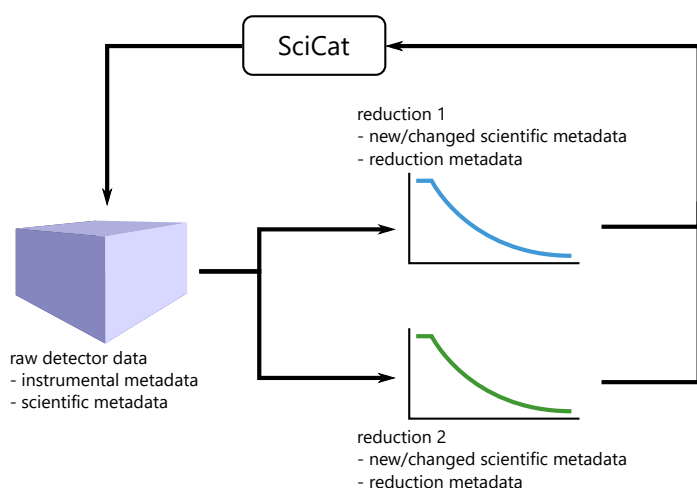 SciCat
reduction 1
- new/changed scientific metadata
- reduction metadata
raw detector data
- instrumental metadata
- scientific metadata
reduction 2
- new/changed scientific metadata
- reduction metadata